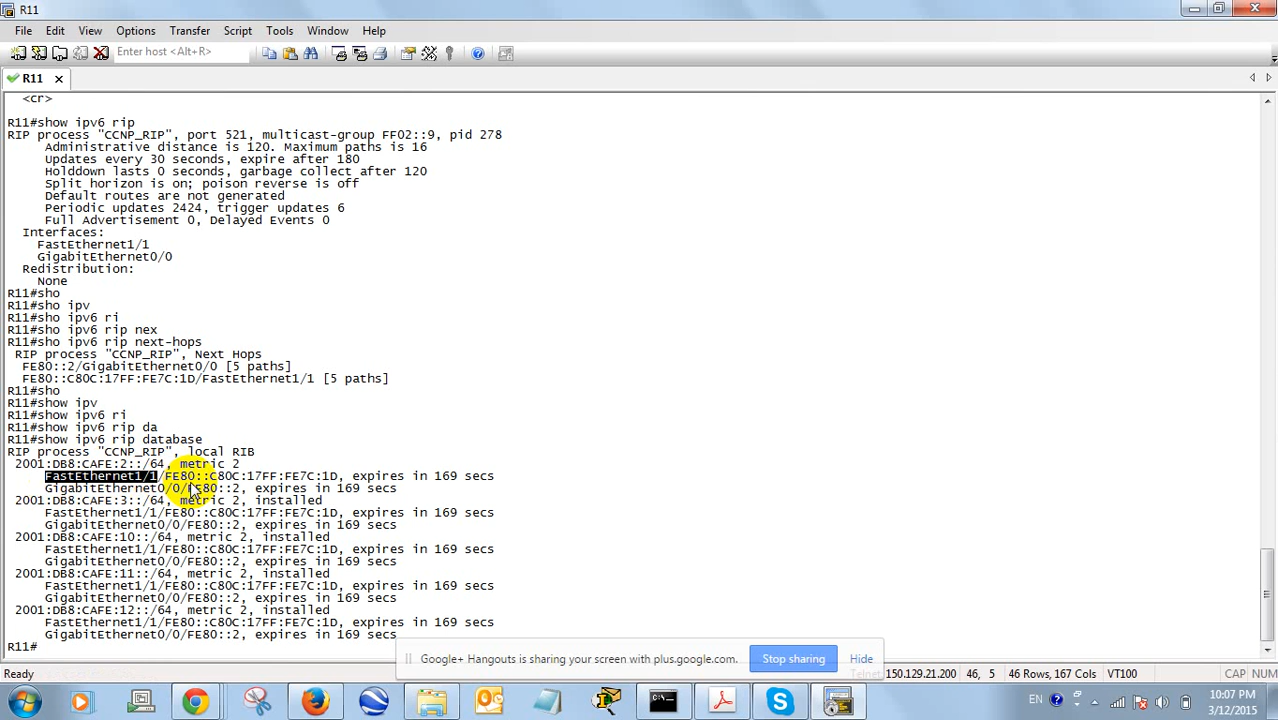 R11
File Edit View Options Transfer Script Tools Window Help
Enter host <Alt+R>
R11
<cr>
R11#show ipv6 rip
RIP process "CCNP_RIP", port 521, multicast-group FF02::9, pid 278
Administrative distance is 120. Maximum paths is 16
Updates every 30 seconds, expire after 180
Holddown lasts 0 seconds, garbage collect after 120
Split horizon is on; poison reverse is off
Default routes are not generated
Periodic updates 2424, trigger updates 6
Full Advertisement 0, Delayed Events 0
Interfaces:
FastEthernet1/1
GigabitEthernet0/0
Redistribution:
None
R11#sho
R11#sho ipv
R11#sho ipv6 ri
R11#sho ipv6 rip nex
R11#sho ipv6 rip next-hops
RIP process "CCNP_RIP", Next Hops
FE80::2/GigabitEthernet0/0 [5 paths]
FE80::C80C:17FF:FE7C:1D/FastEthernet1/1 [5 paths]
R11#sho
R11#show ipv
R11#show ipv6 ri
R11#show ipv6 rip da
R11#show ipv6 rip database
RIP process "CCNP_RIP", local RIB
2001:DB8:CAFE:2::/64, metric 2
FastEthernet1/1/FE80::C80C:17FF:FE7C:1D, expires in 169 secs
GigabitEthernet0/0/FE80::2, expires in 169 secs
2001:DB8:CAFE:3::/64, metric 2, installed
FastEthernet1/1/FE80::C80C:17FF:FE7C:1D, expires in 169 secs
GigabitEthernet0/0/FE80::2, expires in 169 secs
2001:DB8:CAFE:10::/64, metric 2, installed
FastEthernet1/1/FE80::C80C:17FF:FE7C:1D, expires in 169 secs
GigabitEthernet0/0/FE80::2, expires in 169 secs
2001:DB8:CAFE:11::/64, metric 2, installed
FastEthernet1/1/FE80::C80C:17FF:FE7C:1D, expires in 169 secs
GigabitEthernet0/0/FE80::2, expires in 169 secs
2001:DB8:CAFE:12::/64, metric 2, installed
FastEthernet1/1/FE80::C80C:17FF:FE7C:1D, expires in 169 secs
GigabitEthernet0/0/FE80::2, expires in 169 secs
R11#
Google+ Hangouts is sharing your screen with plus.google.com. Stop sharing Hide
Ready Telnet: 150.129.21.200 46, 5 46 Rows, 167 Cols VT100 CAP NUM
EN 10:07 PM
3/12/2015